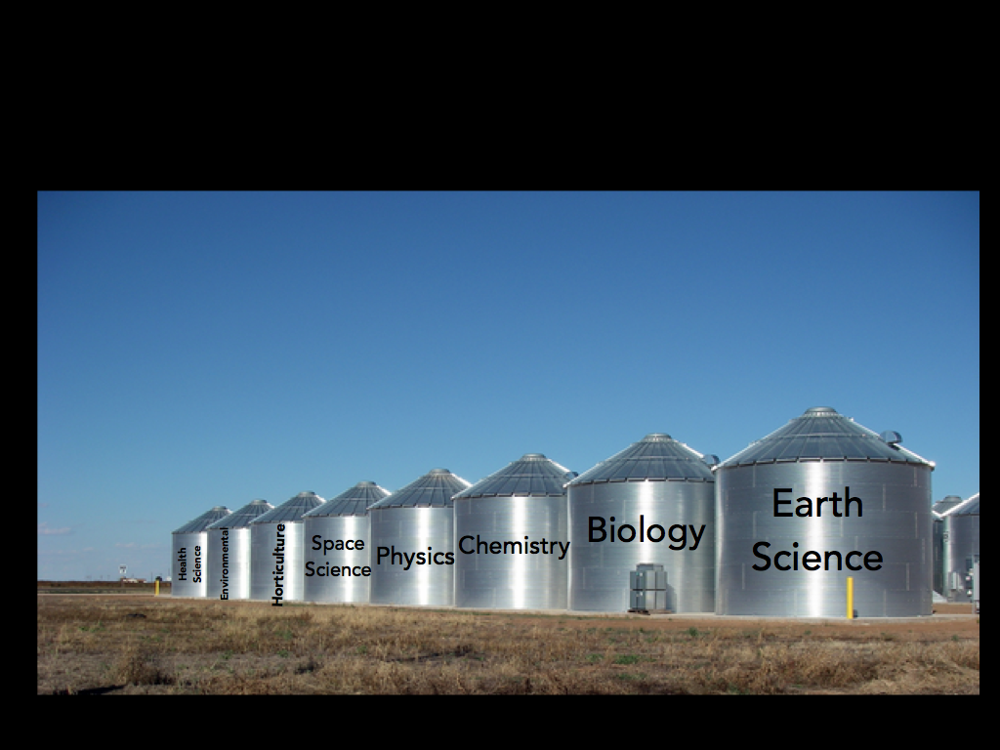 Health
Science
Environmental
Horticulture
Space
Science
Physics
Chemistry
Biology
Earth
Science